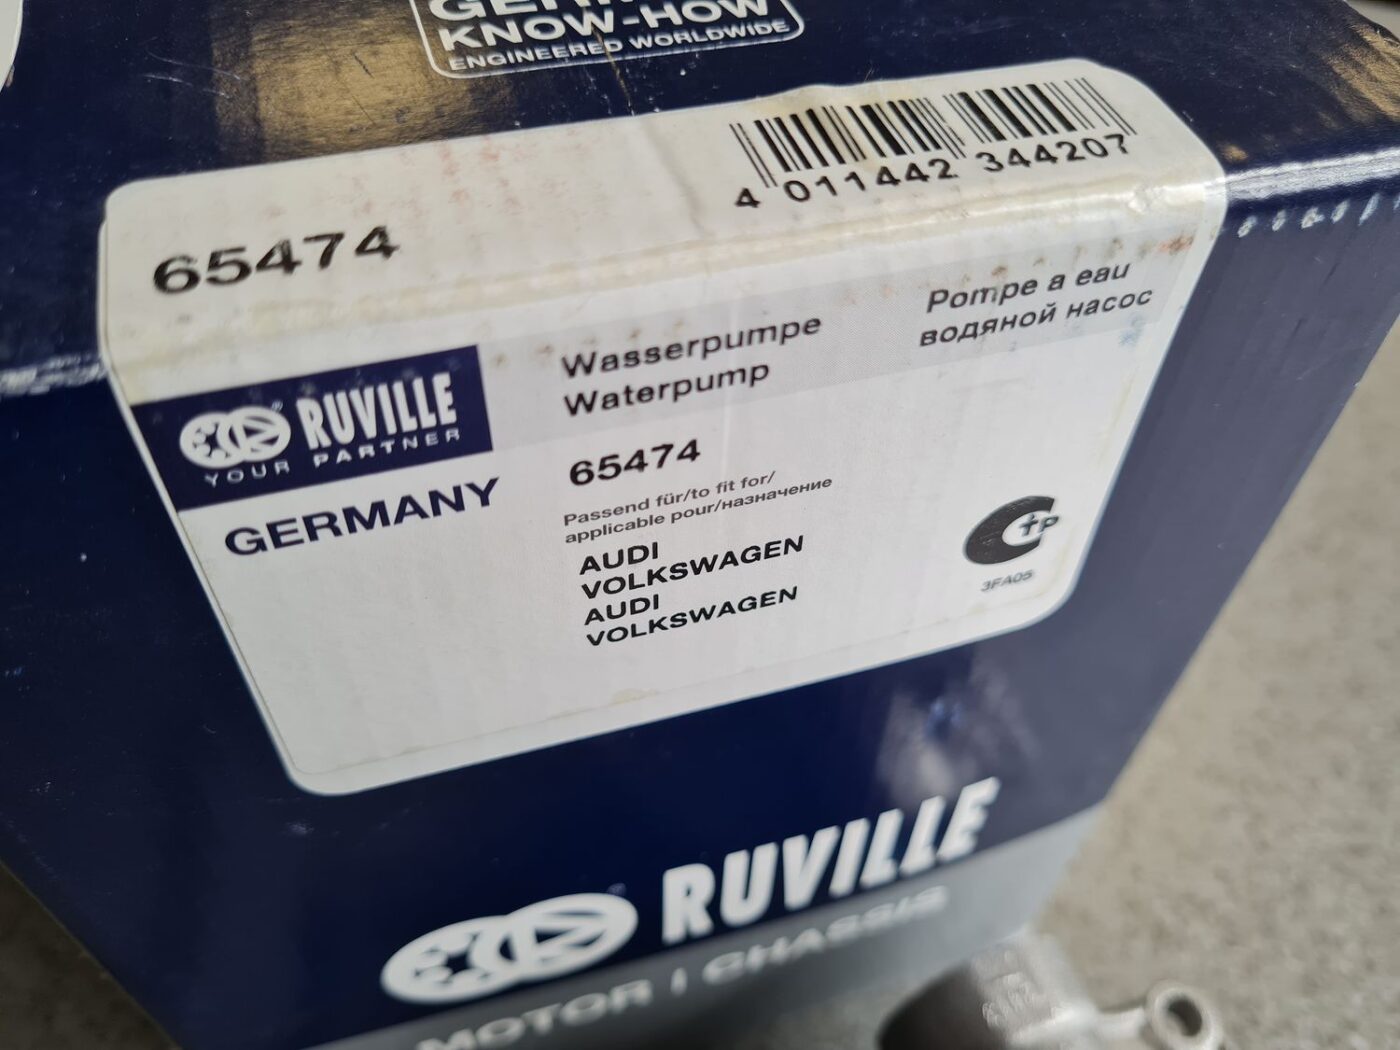 KNOW-HOW
ENGINEERED WORLDWIDE
4 011442 344207
65474
Wasserpumpe
Waterpump
Pompe a eau
водяной насос
RUVILLE
YOUR PARTNER
GERMANY
65474
Passend für/to fit for/
applicable pour/назначение
AUDI
VOLKSWAGEN
AUDI
VOLKSWAGEN
3FA05
RUVILLE
MOTOR / CHASSIS